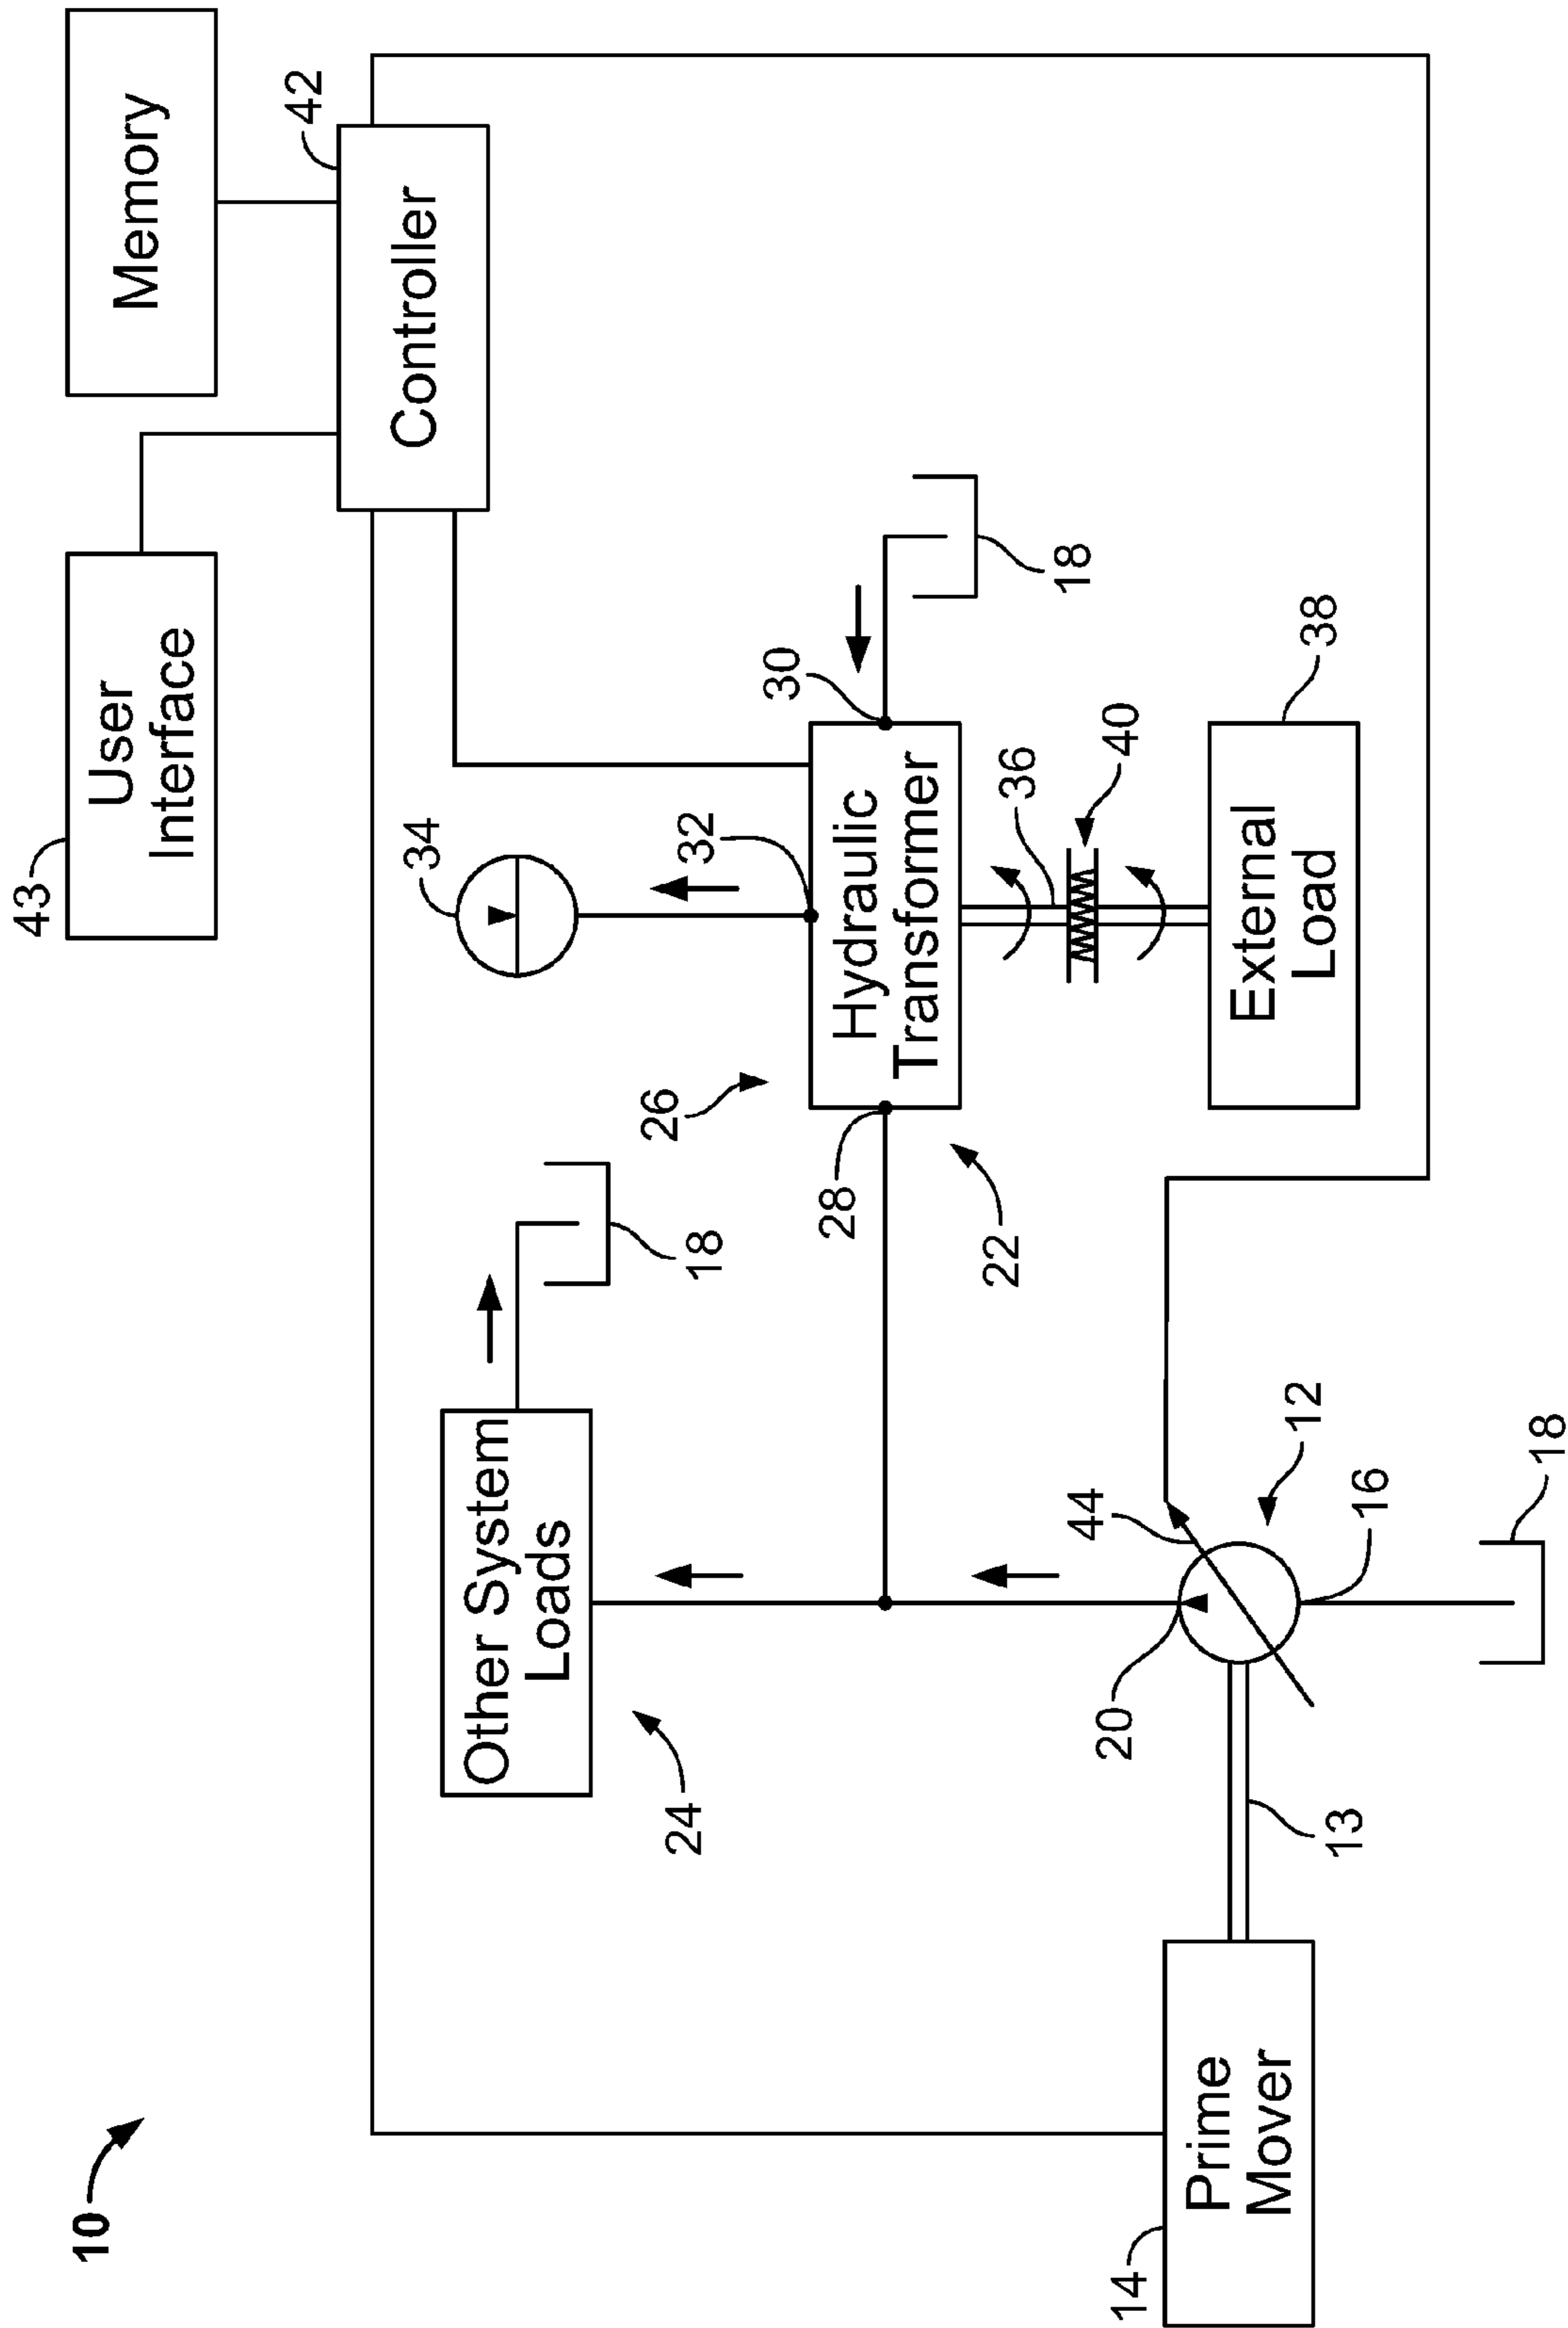 10
43
User
Interface
Memory
42
Controller
34
Other System
Loads
18
24
26
32
30
18
Hydraulic
Transformer
28
22
36
40
38
External
Load
44
12
20
16
18
13
14
Prime
Mover